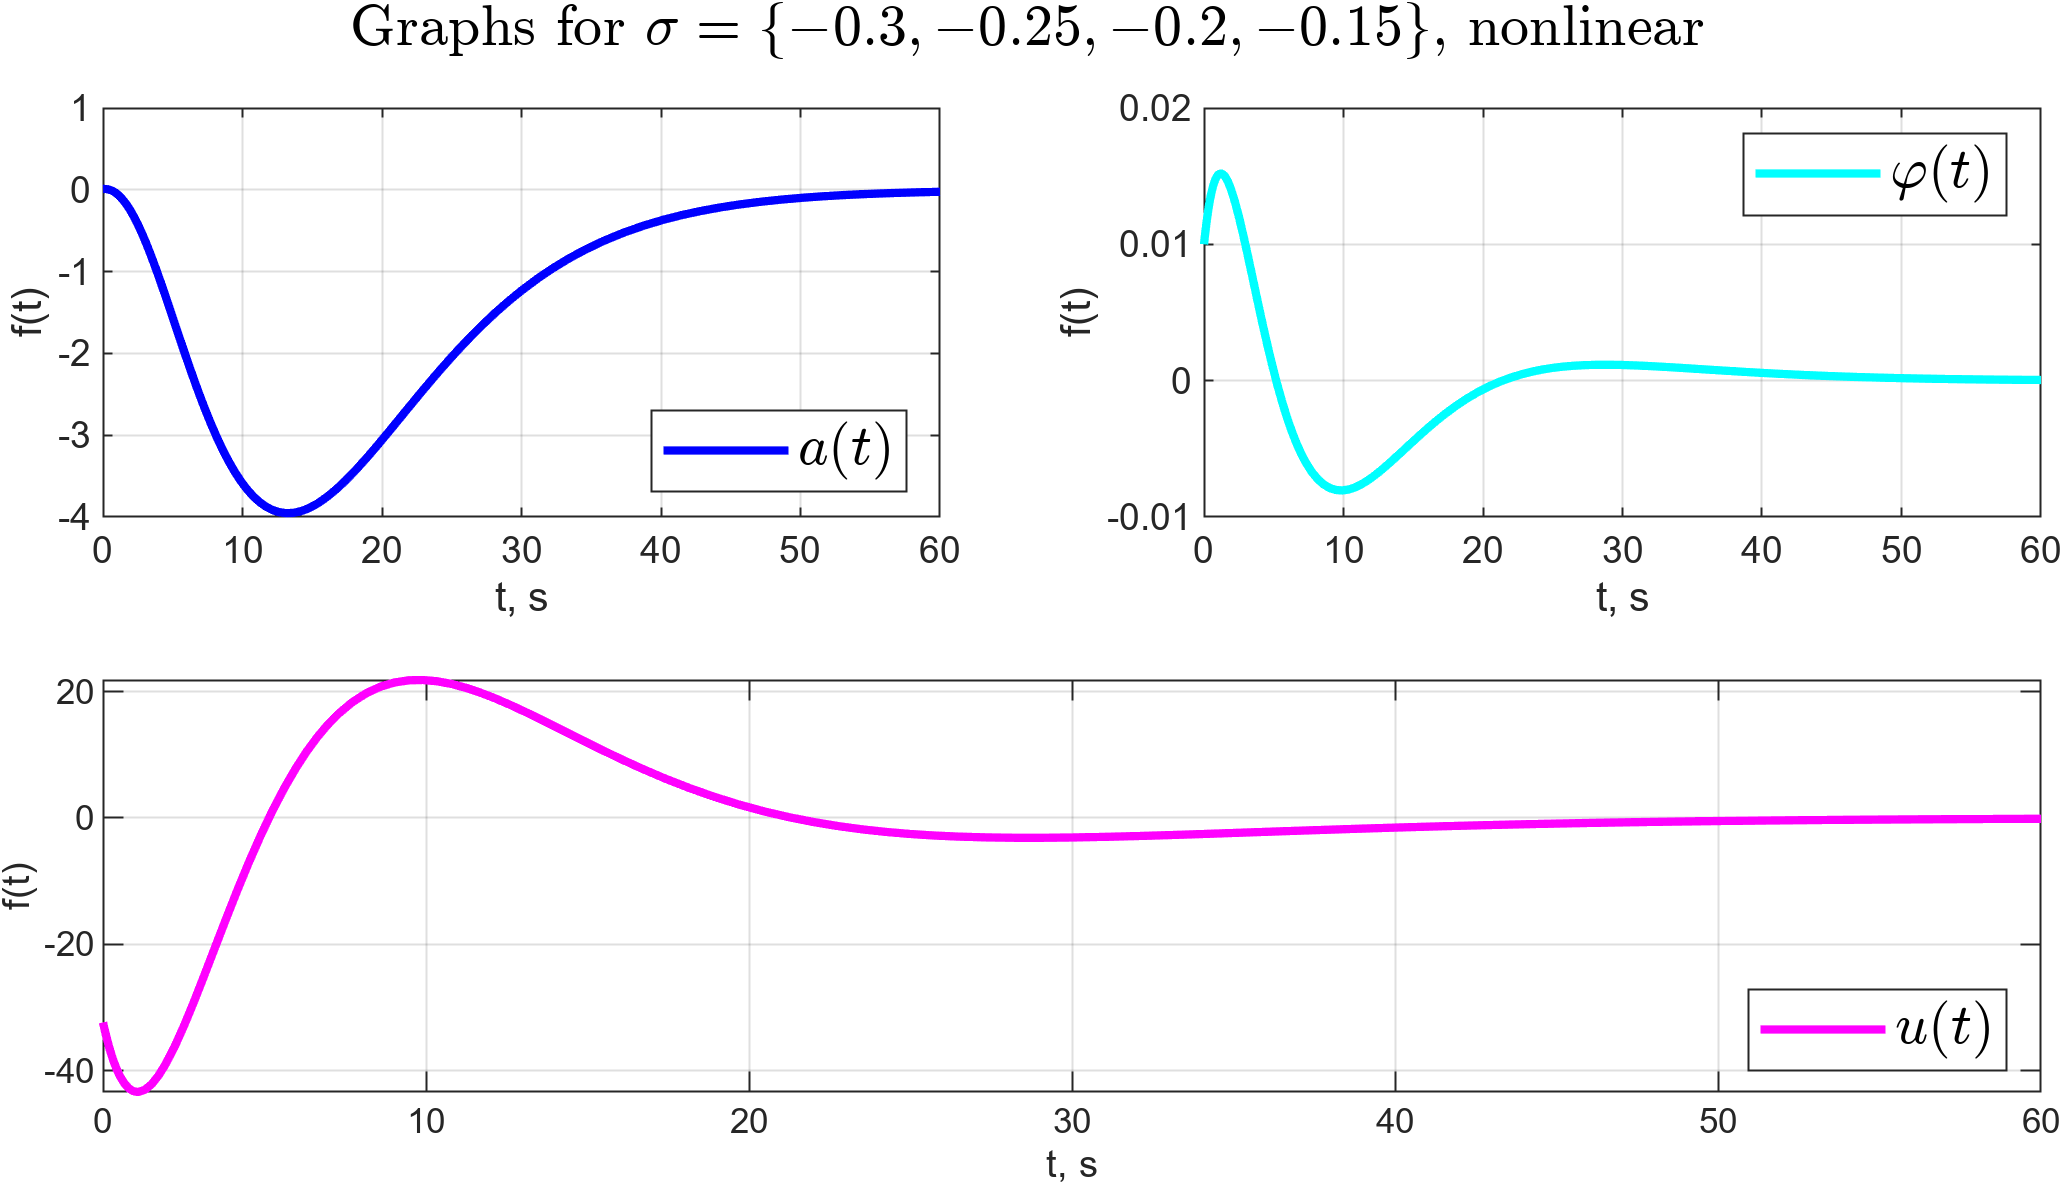 Graphs for σ = {−0.3, −0.25, −0.2, −0.15}, nonlinear
1
0
-1
-2
-3
-4
f(t)
0 10 20 30 40 50 60
t, s
a(t)
0.02
0.01
0
-0.01
f(t)
0 10 20 30 40 50 60
t, s
φ(t)
20
0
-20
-40
f(t)
0 10 20 30 40 50 60
t, s
u(t)